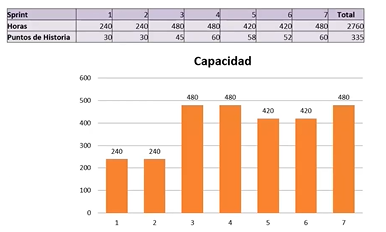 Sprint 1 2 3 4 5 6 7 Total
Horas 240 240 480 480 420 420 480 2760
Puntos de Historia 30 30 45 60 58 52 60 335
Capacidad
600
500
400
300
200
100
0
240 240 480 480 420 420 480
1 2 3 4 5 6 7